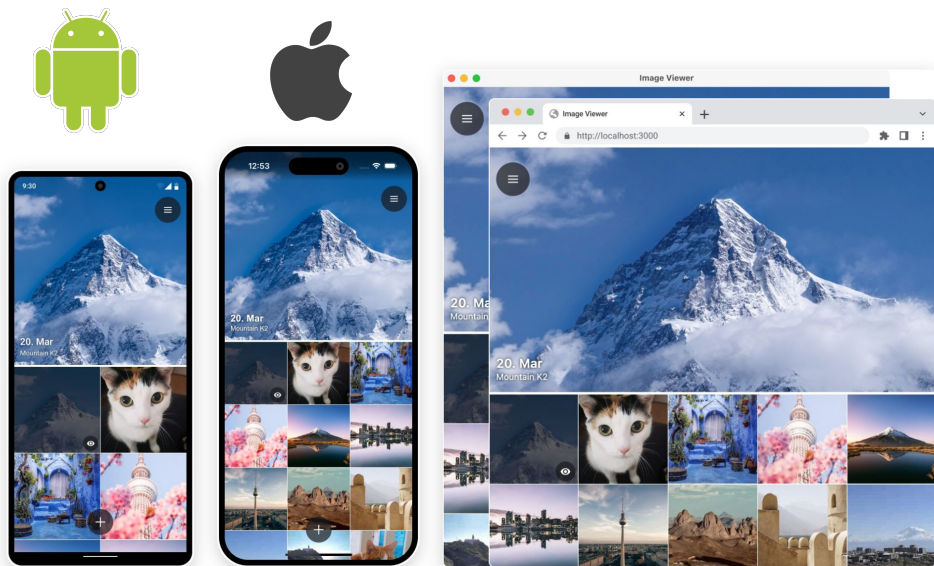 9:30
20. Mar
Mountain K2
12:53
20. Mar
Mountain K2
Image Viewer
20. Ma
Mountain
Image Viewer
http://localhost:3000
20. Mar
Mountain K2